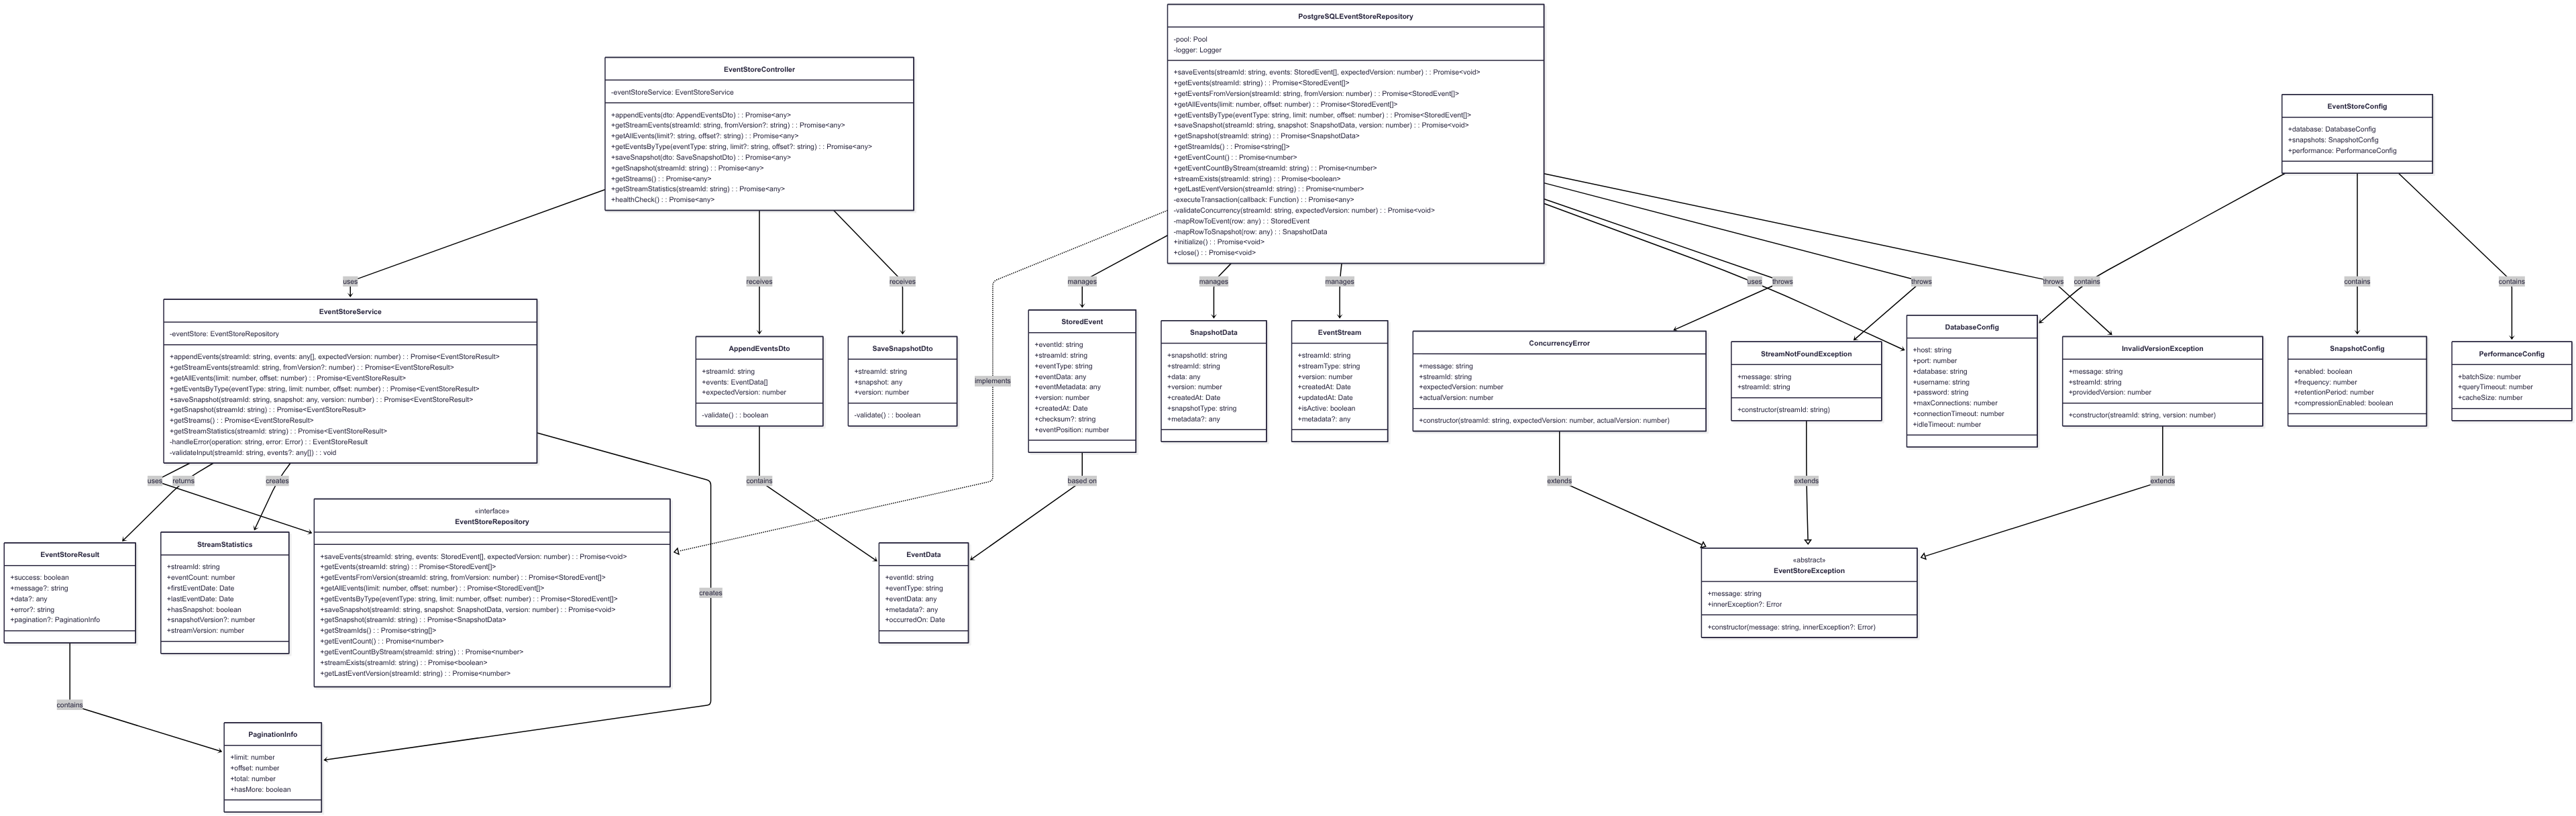 PostgreSQLEventStoreRepository
-pool: Pool
-logger: Logger
+saveEvents(streamId: string, events: StoredEvent[], expectedVersion: number) : : Promise<void>
+getEvents(streamId: string) : : Promise<StoredEvent[]>
+getEventsFromVersion(streamId: string, fromVersion: number) : : Promise<StoredEvent[]>
+getAllEvents(limit: number, offset: number) : : Promise<StoredEvent[]>
+getEventsByType(eventType: string, limit: number, offset: number) : : Promise<StoredEvent[]>
+saveSnapshot(streamId: string, snapshot: SnapshotData, version: number) : : Promise<void>
+getSnapshot(streamId: string) : : Promise<SnapshotData>
+getStreamIds() : : Promise<string[]>
+getEventCount() : : Promise<number>
+getEventCountByStream(streamId: string) : : Promise<number>
+streamExists(streamId: string) : : Promise<boolean>
+getLastEventVersion(streamId: string) : : Promise<number>
-executeTransaction(callback: Function) : : Promise<any>
-validateConcurrency(streamId: string, expectedVersion: number) : : Promise<void>
-mapRowToEvent(row: any) : : StoredEvent
-mapRowToSnapshot(row: any) : : SnapshotData
+initialize() : : Promise<void>
+close() : : Promise<void>
EventStoreController
-eventStoreService: EventStoreService
+appendEvents(dto: AppendEventsDto) : : Promise<any>
+getStreamEvents(streamId: string, fromVersion?: string) : : Promise<any>
+getAllEvents(limit?: string, offset?: string) : : Promise<any>
+getEventsByType(eventType: string, limit?: string, offset?: string) : : Promise<any>
+saveSnapshot(dto: SaveSnapshotDto) : : Promise<any>
+getSnapshot(streamId: string) : : Promise<any>
+getStreams() : : Promise<any>
+getStreamStatistics(streamId: string) : : Promise<any>
+healthCheck() : : Promise<any>
EventStoreConfig
+database: DatabaseConfig
+snapshots: SnapshotConfig
+performance: PerformanceConfig
uses
receives
receives
manages
manages
manages
uses
throws
throws
throws
contains
contains
contains
EventStoreService
-eventStore: EventStoreRepository
+appendEvents(streamId: string, events: any[], expectedVersion: number) : : Promise<EventStoreResult>
+getStreamEvents(streamId: string, fromVersion?: number) : : Promise<EventStoreResult>
+getAllEvents(limit: number, offset: number) : : Promise<EventStoreResult>
+getEventsByType(eventType: string, limit: number, offset: number) : : Promise<EventStoreResult>
+saveSnapshot(streamId: string, snapshot: any, version: number) : : Promise<EventStoreResult>
+getSnapshot(streamId: string) : : Promise<EventStoreResult>
+getStreams() : : Promise<EventStoreResult>
+getStreamStatistics(streamId: string) : : Promise<EventStoreResult>
-handleError(operation: string, error: Error) : : EventStoreResult
-validateInput(streamId: string, events?: any[]) : : void
AppendEventsDto
+streamId: string
+events: EventData[]
+expectedVersion: number
-validate() : : boolean
SaveSnapshotDto
+streamId: string
+snapshot: any
+version: number
-validate() : : boolean
implements
StoredEvent
+eventId: string
+streamId: string
+eventType: string
+eventData: any
+eventMetadata: any
+version: number
+createdAt: Date
+checksum?: string
+eventPosition: number
SnapshotData
+snapshotId: string
+streamId: string
+data: any
+version: number
+createdAt: Date
+snapshotType: string
+metadata?: any
EventStream
+streamId: string
+streamType: string
+version: number
+createdAt: Date
+updatedAt: Date
+isActive: boolean
+metadata?: any
ConcurrencyError
+message: string
+streamId: string
+expectedVersion: number
+actualVersion: number
+constructor(streamId: string, expectedVersion: number, actualVersion: number)
StreamNotFoundException
+message: string
+streamId: string
+constructor(streamId: string)
DatabaseConfig
+host: string
+port: number
+database: string
+username: string
+password: string
+maxConnections: number
+connectionTimeout: number
+idleTimeout: number
InvalidVersionException
+message: string
+streamId: string
+providedVersion: number
+constructor(streamId: string, version: number)
SnapshotConfig
+enabled: boolean
+frequency: number
+retentionPeriod: number
+compressionEnabled: boolean
PerformanceConfig
+batchSize: number
+queryTimeout: number
+cacheSize: number
uses
returns
creates
contains
based on
extends
extends
extends
EventStoreResult
+success: boolean
+message?: string
+data?: any
+error?: string
+pagination?: PaginationInfo
StreamStatistics
+streamId: string
+eventCount: number
+firstEventDate: Date
+lastEventDate: Date
+hasSnapshot: boolean
+snapshotVersion?: number
+streamVersion: number
«interface»
EventStoreRepository
+saveEvents(streamId: string, events: StoredEvent[], expectedVersion: number) : : Promise<void>
+getEvents(streamId: string) : : Promise<StoredEvent[]>
+getEventsFromVersion(streamId: string, fromVersion: number) : : Promise<StoredEvent[]>
+getAllEvents(limit: number, offset: number) : : Promise<StoredEvent[]>
+getEventsByType(eventType: string, limit: number, offset: number) : : Promise<StoredEvent[]>
+saveSnapshot(streamId: string, snapshot: SnapshotData, version: number) : : Promise<void>
+getSnapshot(streamId: string) : : Promise<SnapshotData>
+getStreamIds() : : Promise<string[]>
+getEventCount() : : Promise<number>
+getEventCountByStream(streamId: string) : : Promise<number>
+streamExists(streamId: string) : : Promise<boolean>
+getLastEventVersion(streamId: string) : : Promise<number>
creates
EventData
+eventId: string
+eventType: string
+eventData: any
+metadata?: any
+occurredOn: Date
«abstract»
EventStoreException
+message: string
+innerException?: Error
+constructor(message: string, innerException?: Error)
contains
PaginationInfo
+limit: number
+offset: number
+total: number
+hasMore: boolean